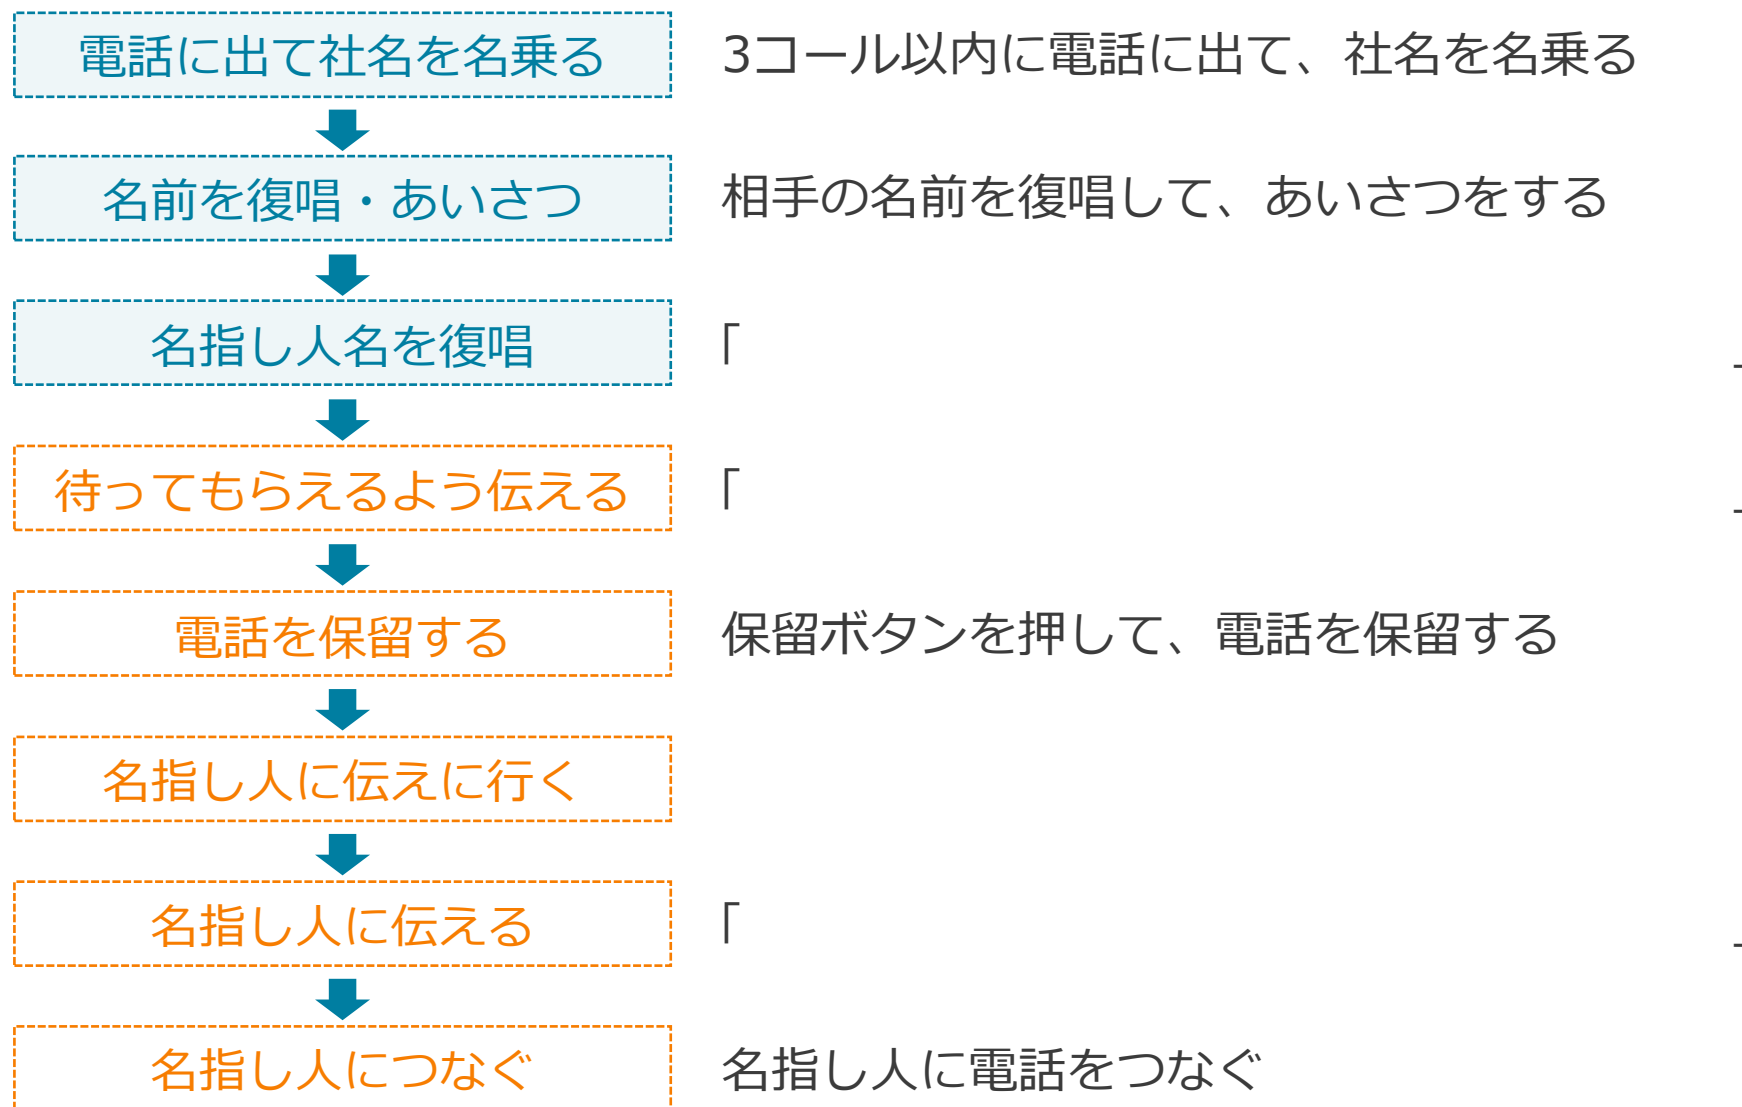 電話に出て社名を名乗る
3コール以内に電話に出て、社名を名乗る
名前を復唱・あいさつ
相手の名前を復唱して、あいさつをする
名指し人名を復唱
「
待ってもらえるよう伝える
「
電話を保留する
保留ボタンを押して、電話を保留する
名指し人に伝えに行く
名指し人に伝える
「
名指し人につなぐ
名指し人に電話をつなぐ